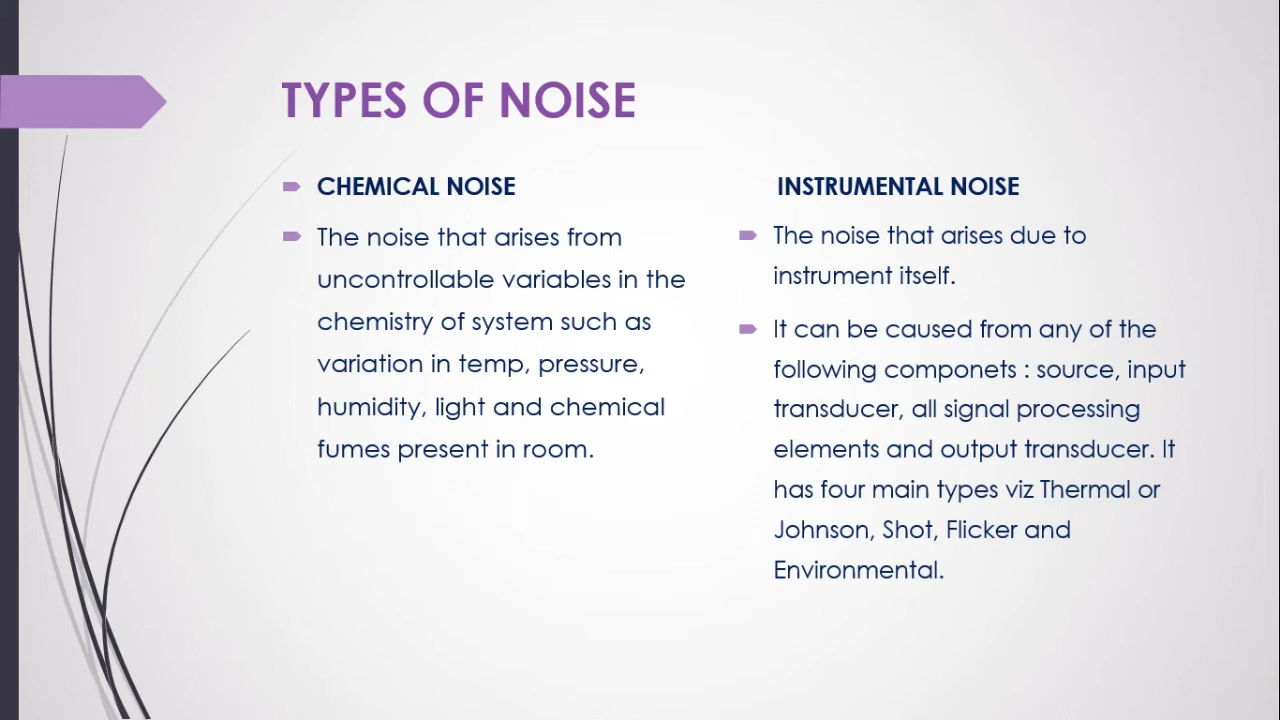 TYPES OF NOISE
CHEMICAL NOISE
The noise that arises from
uncontrollable variables in the
chemistry of system such as
variation in temp, pressure,
humidity, light and chemical
fumes present in room.
INSTRUMENTAL NOISE
The noise that arises due to
instrument itself.
It can be caused from any of the
following componets : source, input
transducer, all signal processing
elements and output transducer. It
has four main types viz Thermal or
Johnson, Shot, Flicker and
Environmental.